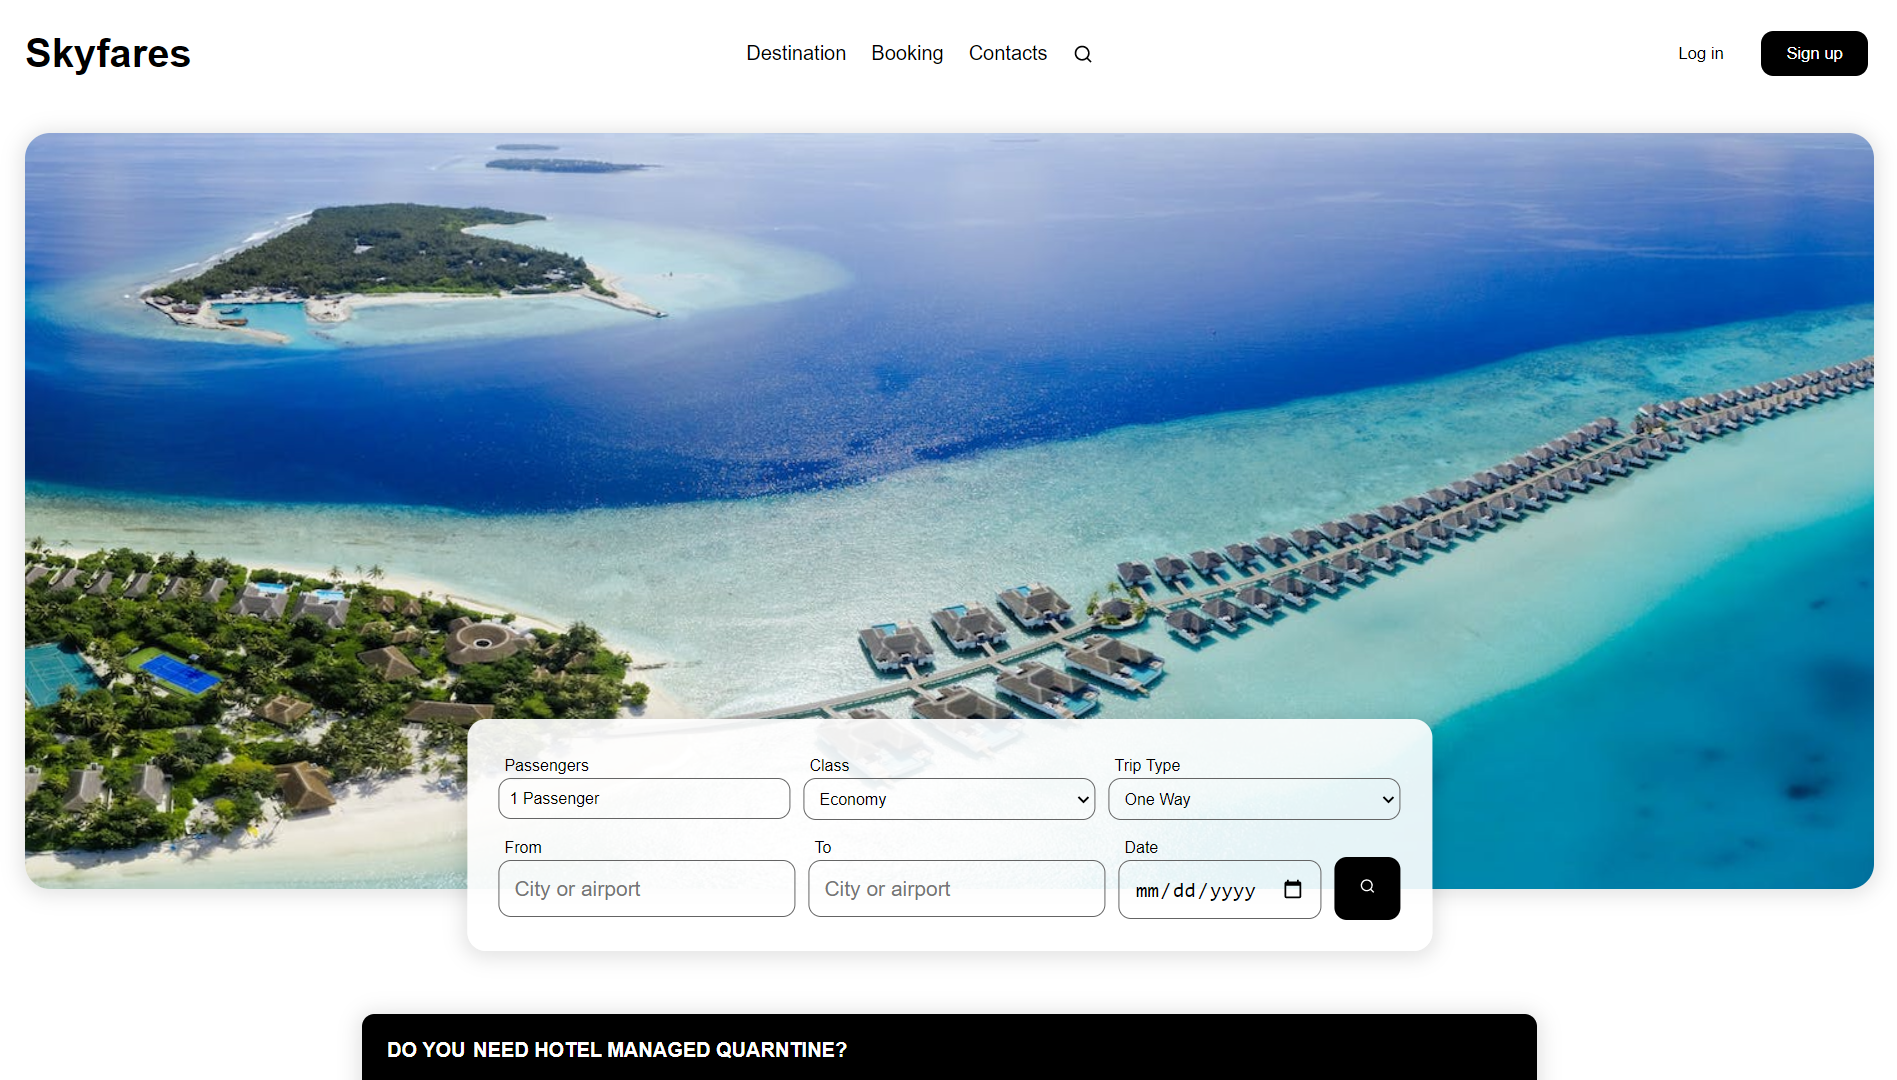 Skyfares
Destination Booking Contacts
Log in
Sign up
Passengers
1 Passenger
Class
Economy
Trip Type
One Way
From
City or airport
To
City or airport
Date
mm/dd/yyyy
DO YOU NEED HOTEL MANAGED QUARNTINE?